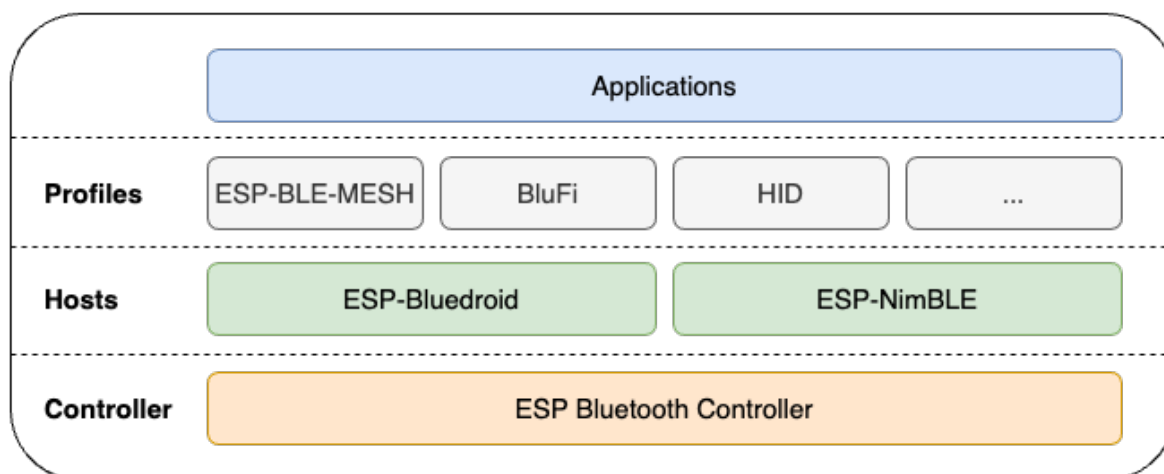 Applications
Profiles ESP-BLE-MESH BluFi HID ...
Hosts ESP-Bluedroid ESP-NimBLE
Controller ESP Bluetooth Controller